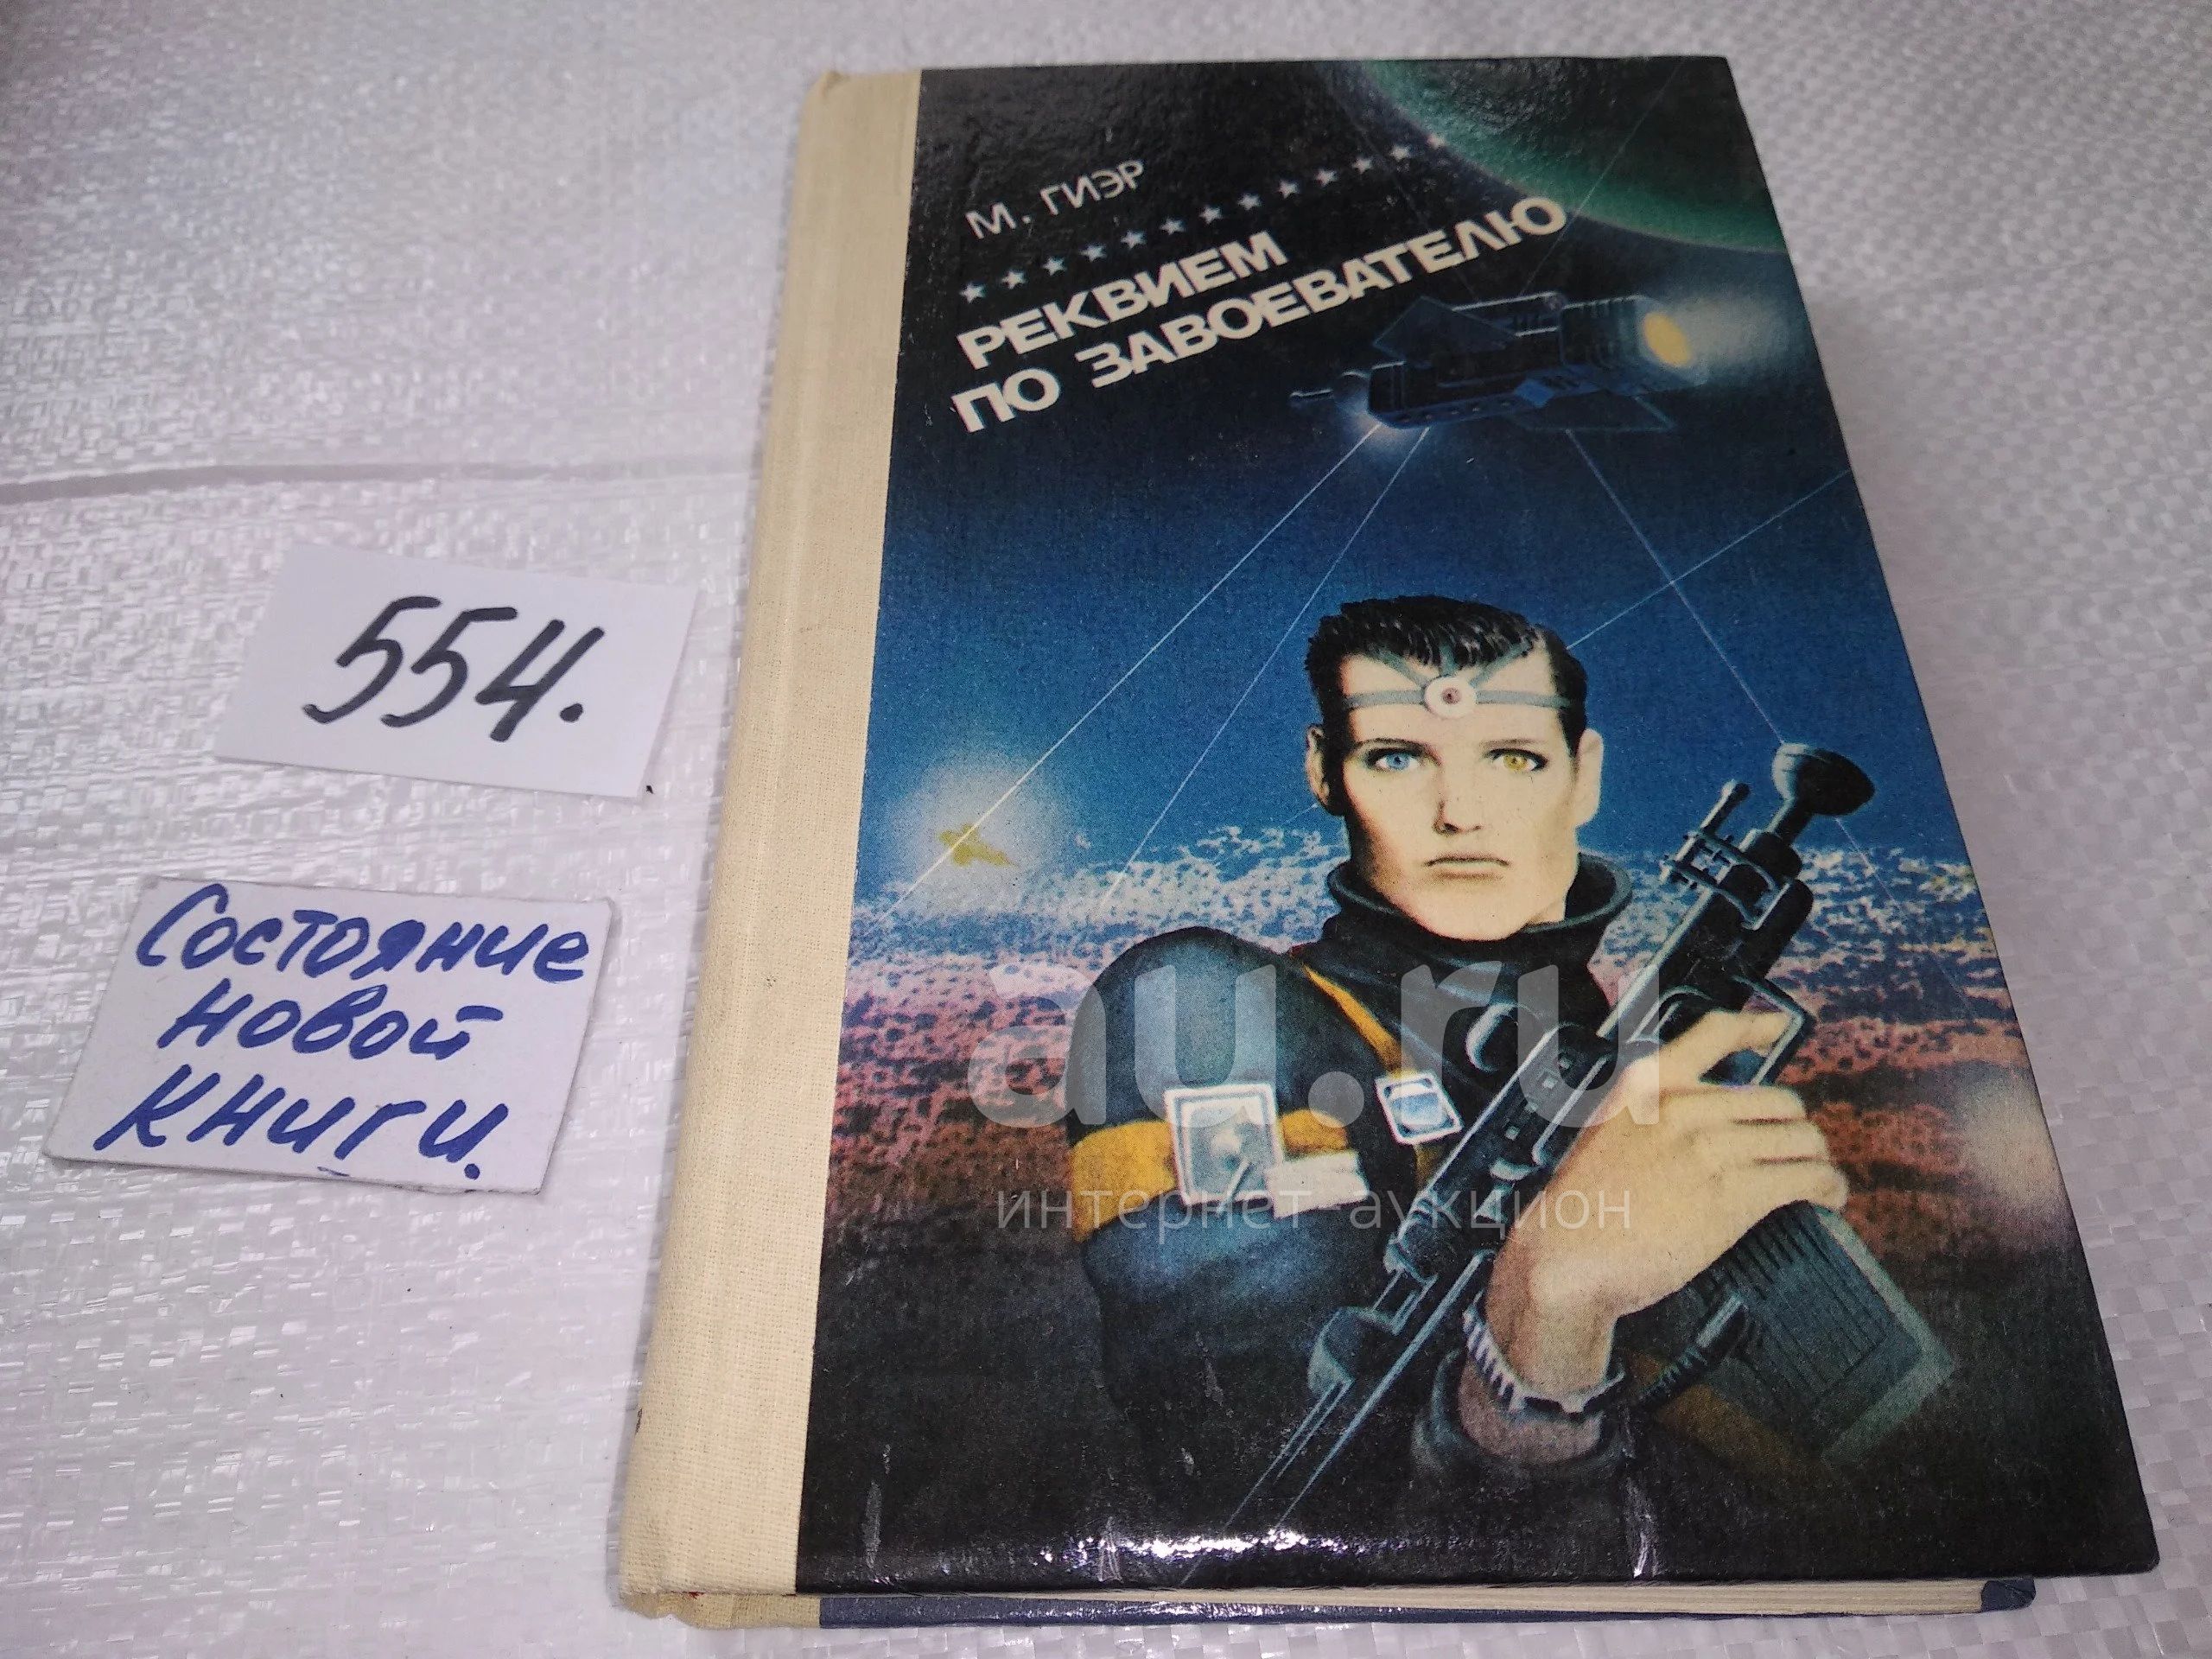 М. ГИЭР
РЕКВИЕМ
ПО ЗАВОЕВАТЕЛЮ
554.
Состояние
новой
книги.
au.ru
интернет аукцион